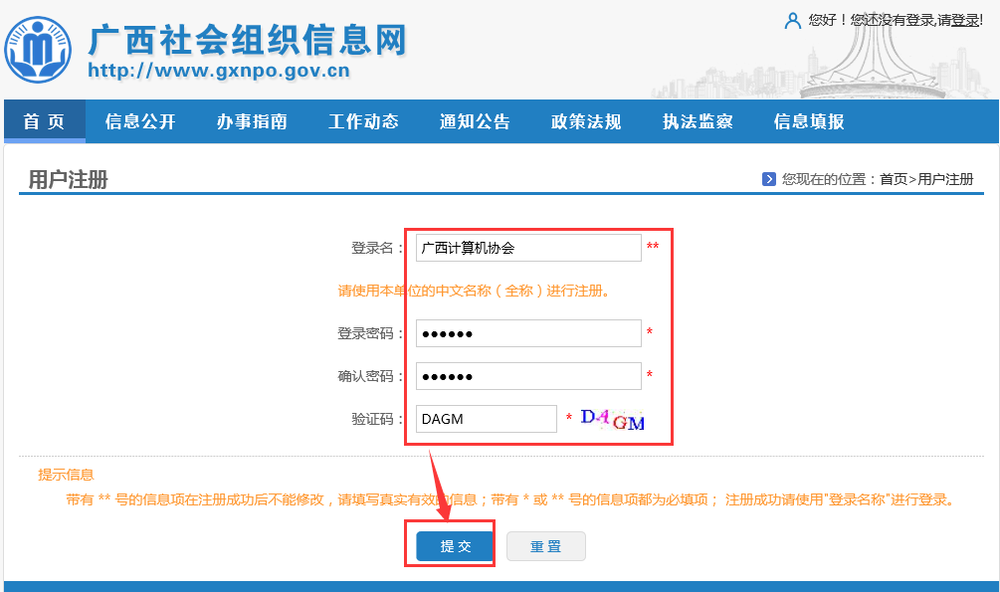 广西社会组织信息网
http://www.gxnpo.gov.cn
您好！您还没有登录,请登录!
首 页 信息公开 办事指南 工作动态 通知公告 政策法规 执法监察 信息填报
用户注册
您现在的位置：首页>用户注册
登录名： 广西计算机协会 **
请使用本单位的中文名称（全称）进行注册。
登录密码： ●●●●●● *
确认密码： ●●●●●● *
验证码： DAGM * DAGM
提示信息
带有 ** 号的信息项在注册成功后不能修改，请填写真实有效的信息；带有 * 或 ** 号的信息项都为必填项； 注册成功请使用"登录名称"进行登录。
提 交 重 置